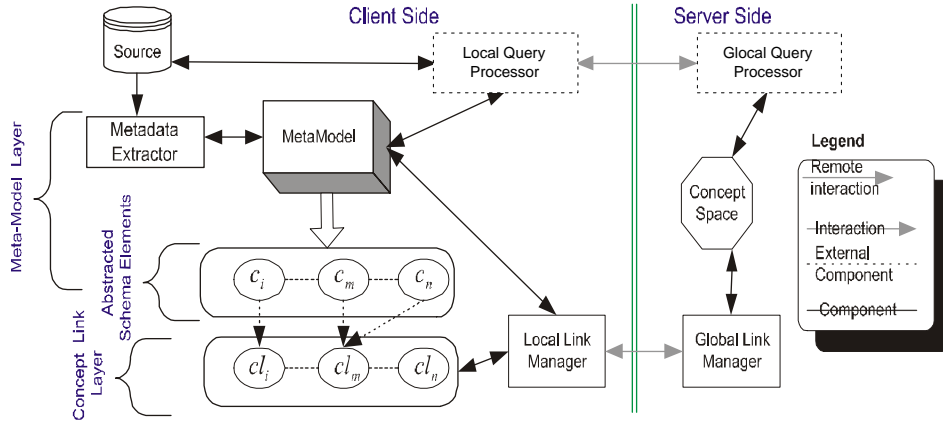 Client Side
Server Side
Source
Local Query
Processor
Glocal Query
Processor
Meta-Model Layer
Metadata
Extractor
MetaModel
Concept
Space
Legend
Remote
interaction
Interaction
External
Component
Component
Abstracted
Schema Elements
c_i
c_m
c_n
Concept Link
Layer
cl_i
cl_m
cl_n
Local Link
Manager
Global Link
Manager